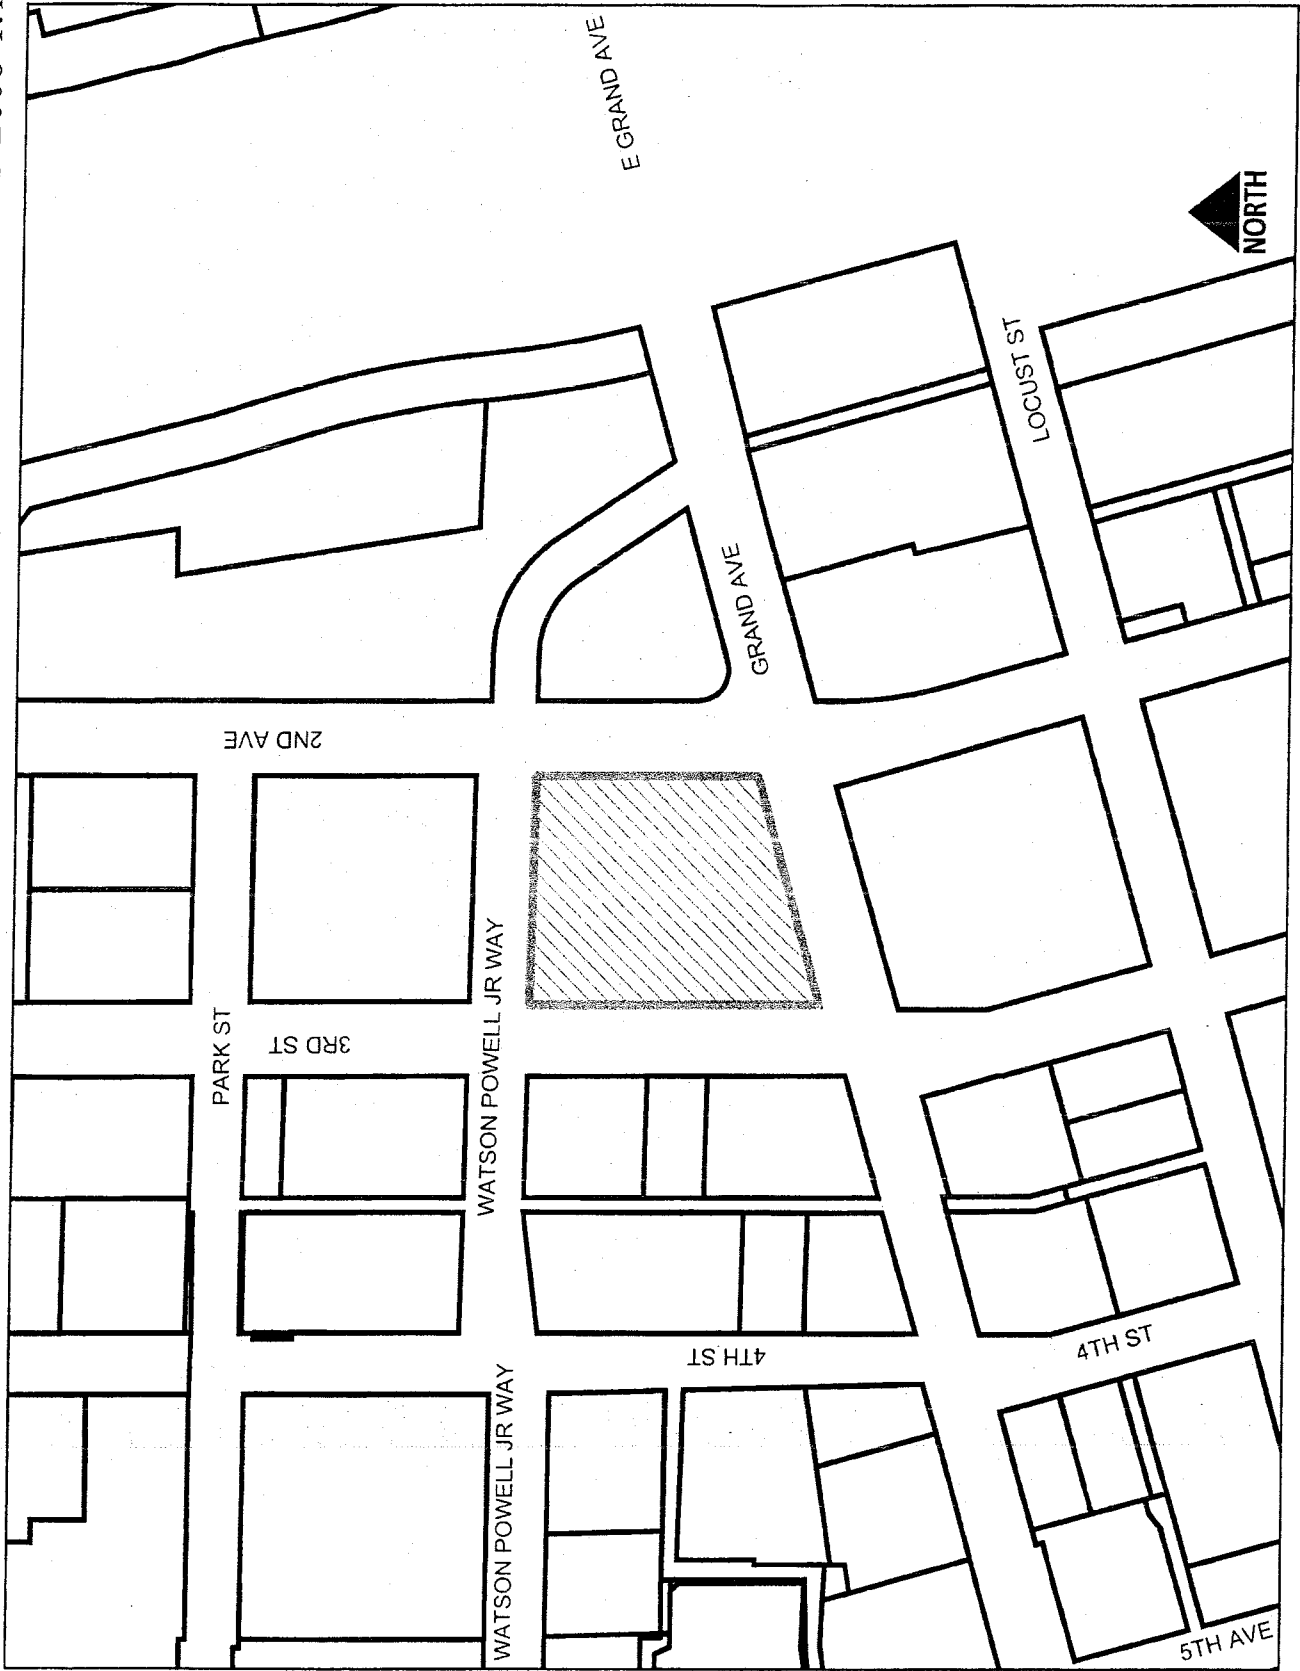 E GRAND AVE
NORTH
LOCUST ST
GRAND AVE
2ND AVE
PARK ST
3RD ST
WATSON POWELL JR WAY
4TH ST
4TH ST
WATSON POWELL JR WAY
5TH AVE